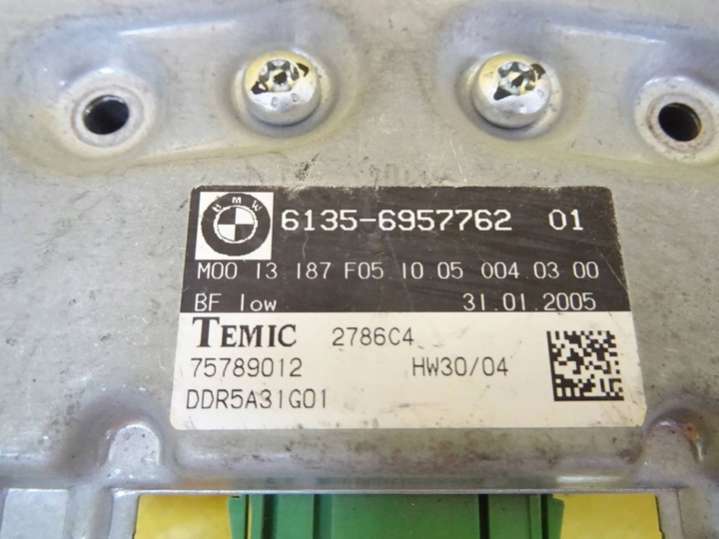 BMW
6135-6957762 01
M00 13 187 F05 10 05 004 03 00
BF low 31.01.2005
TEMIC 2786C4
75789012 HW30/04
DDR5A31G01